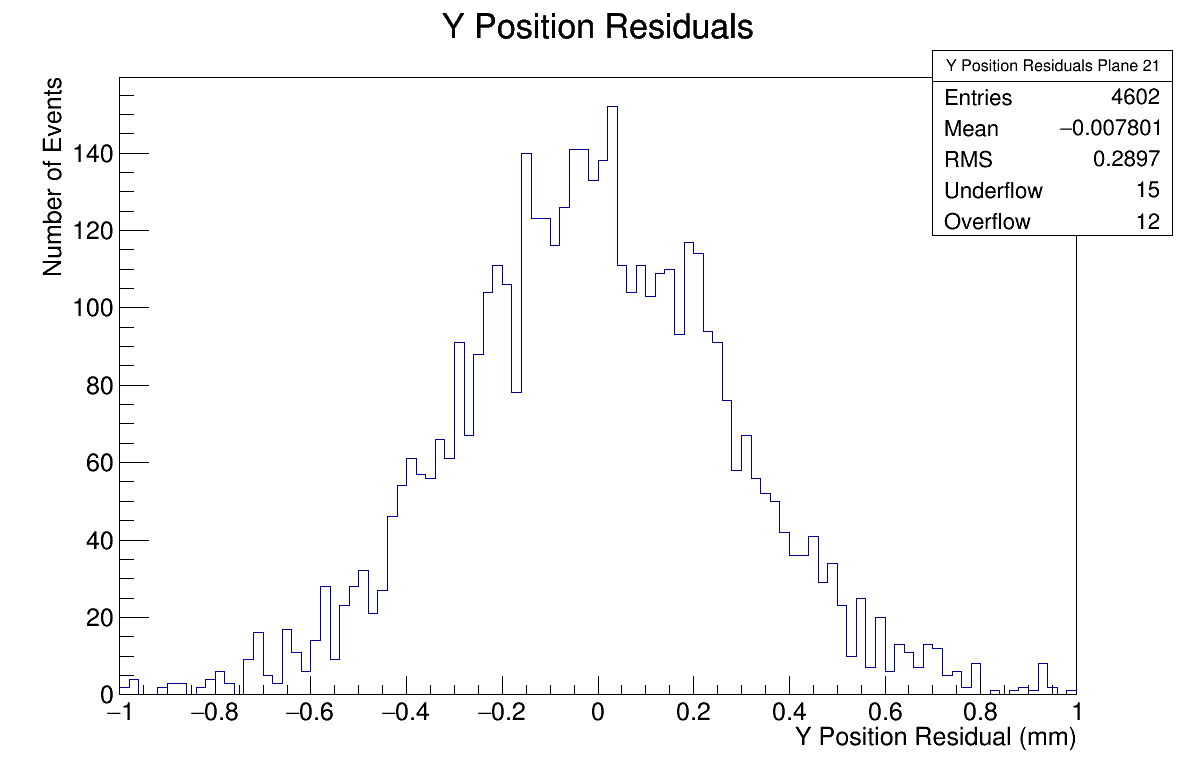 Y Position Residuals
Y Position Residuals Plane 21
Entries 4602
Mean −0.007801
RMS 0.2897
Underflow 15
Overflow 12
Number of Events
140
120
100
80
60
40
20
0
−1 −0.8 −0.6 −0.4 −0.2 0 0.2 0.4 0.6 0.8 1
Y Position Residual (mm)